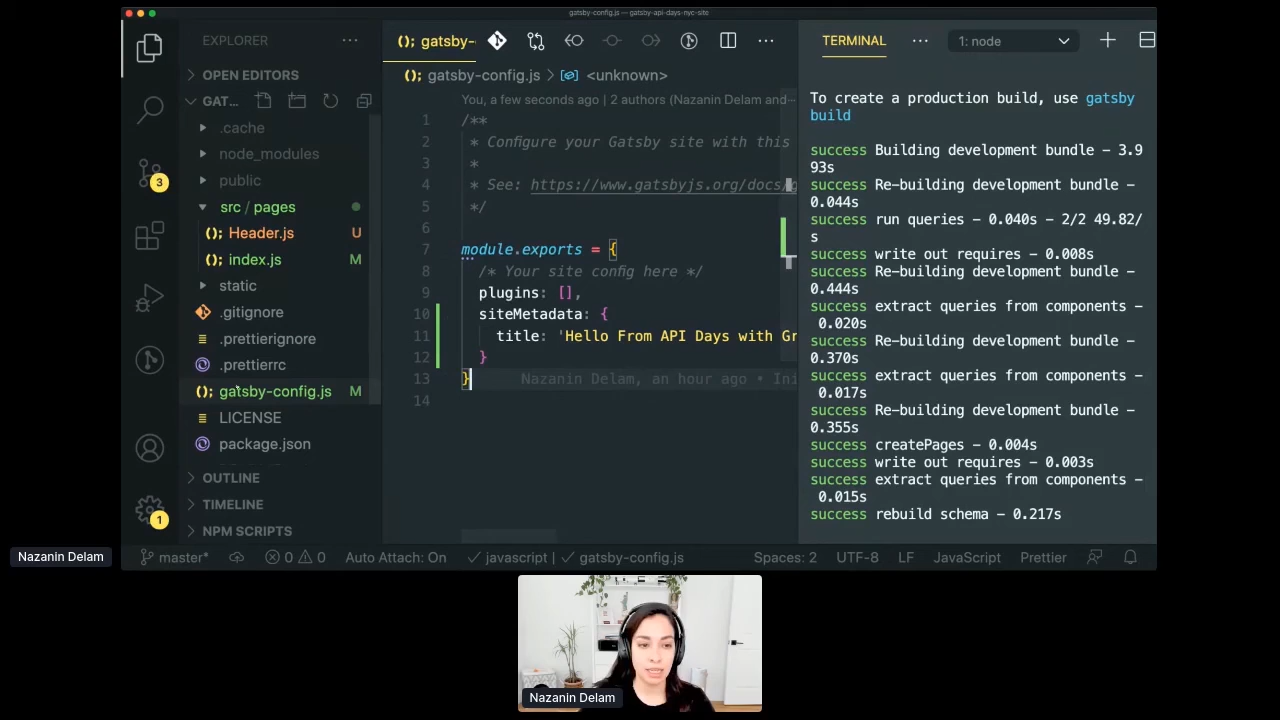 gatsby-config.js — gatsby-api-days-nyc-site
EXPLORER
OPEN EDITORS
GAT...
.cache
node_modules
public
src / pages
Header.js U
index.js M
static
.gitignore
.prettierignore
.prettierrc
gatsby-config.js M
LICENSE
package.json
OUTLINE
TIMELINE
NPM SCRIPTS
3
1
gatsby-
gatsby-config.js > <unknown>
You, a few seconds ago | 2 authors (Nazanin Delam and
1 /**
2 * Configure your Gatsby site with this
3 *
4 * See: https://www.gatsbyjs.org/docs/
5 */
6
7 module.exports = {
8 /* Your site config here */
9 plugins: [],
10 siteMetadata: {
11 title: 'Hello From API Days with Gr
12 }
13 } Nazanin Delam, an hour ago • Ini
14
TERMINAL
1: node
To create a production build, use gatsby
build
success Building development bundle – 3.9
93s
success Re-building development bundle –
0.044s
success run queries – 0.040s – 2/2 49.82/
s
success write out requires – 0.008s
success Re-building development bundle –
0.444s
success extract queries from components –
0.020s
success Re-building development bundle –
0.370s
success extract queries from components –
0.017s
success Re-building development bundle –
0.355s
success createPages – 0.004s
success write out requires – 0.003s
success extract queries from components –
0.015s
success rebuild schema – 0.217s
master*
0
0
Auto Attach: On
javascript |
gatsby-config.js
Spaces: 2
UTF-8
LF
JavaScript
Prettier
Nazanin Delam
Nazanin Delam